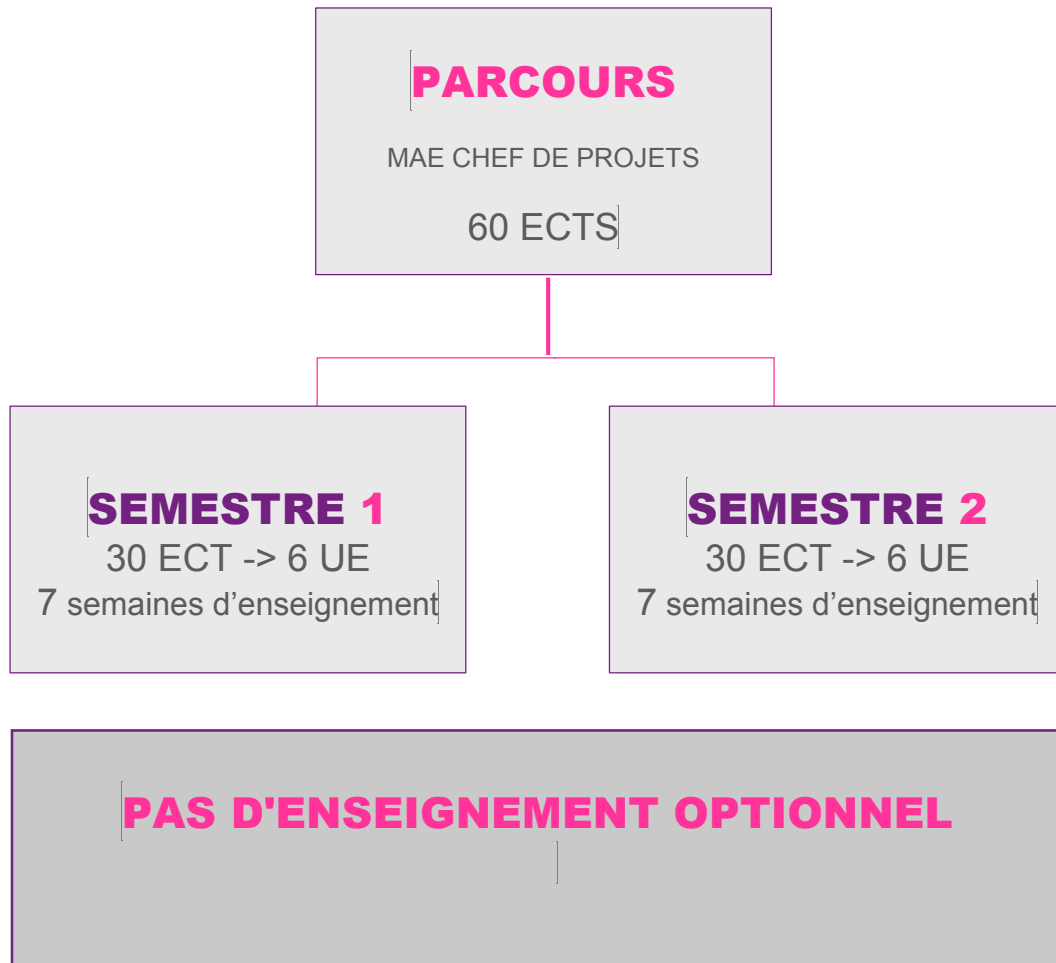 PARCOURS
MAE CHEF DE PROJETS
60 ECTS
SEMESTRE 1
30 ECT -> 6 UE
7 semaines d’enseignement
SEMESTRE 2
30 ECT -> 6 UE
7 semaines d’enseignement
PAS D'ENSEIGNEMENT OPTIONNEL